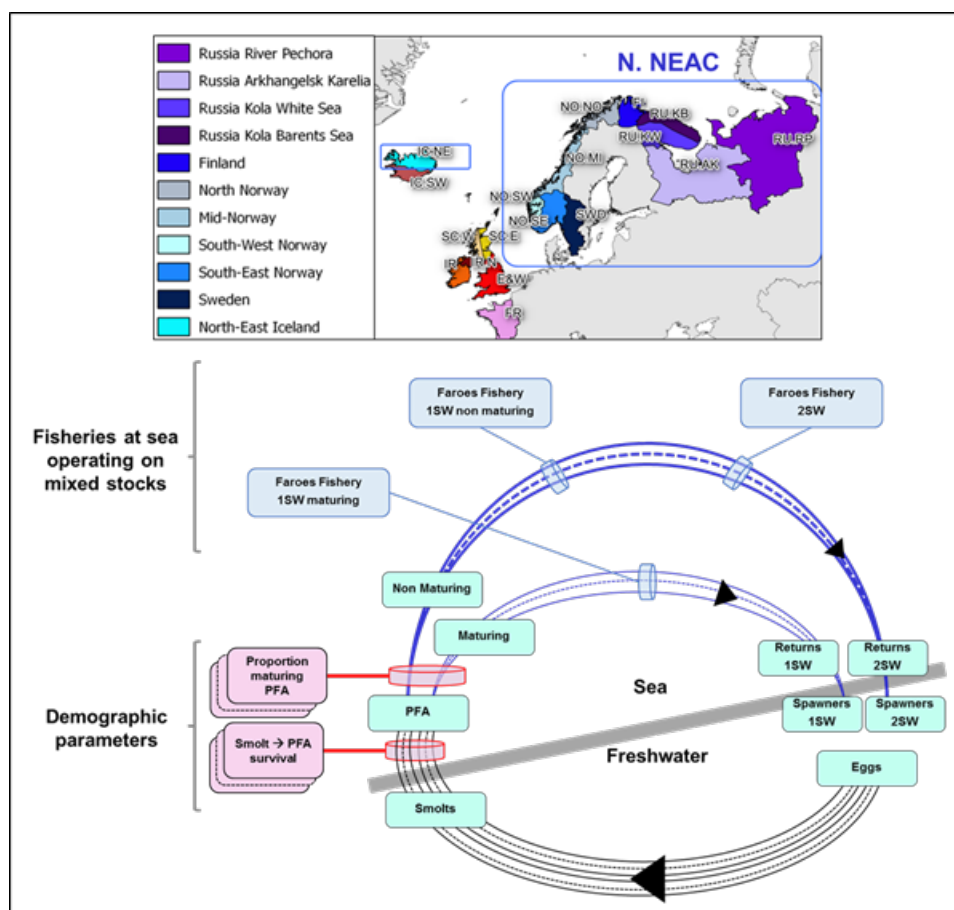 Russia River Pechora
Russia Arkhangelsk Karelia
Russia Kola White Sea
Russia Kola Barents Sea
Finland
North Norway
Mid-Norway
South-West Norway
South-East Norway
Sweden
North-East Iceland
N. NEAC
NO-NO
RU-KB
RU-KW
RU-RP
RU-AK
NO-MI
IC-NE
IC-SW
NO-SW
NO-SE
SWD
SC-W
SC-E
E&W
FR
Fisheries at sea
operating on
mixed stocks
Faroes Fishery
1SW non maturing
Faroes Fishery
2SW
Faroes Fishery
1SW maturing
Non Maturing
Maturing
Returns
1SW
Returns
2SW
Proportion
maturing
PFA
Sea
Demographic
parameters
PFA
Spawners
1SW
Spawners
2SW
Smolt → PFA
survival
Freshwater
Eggs
Smolts